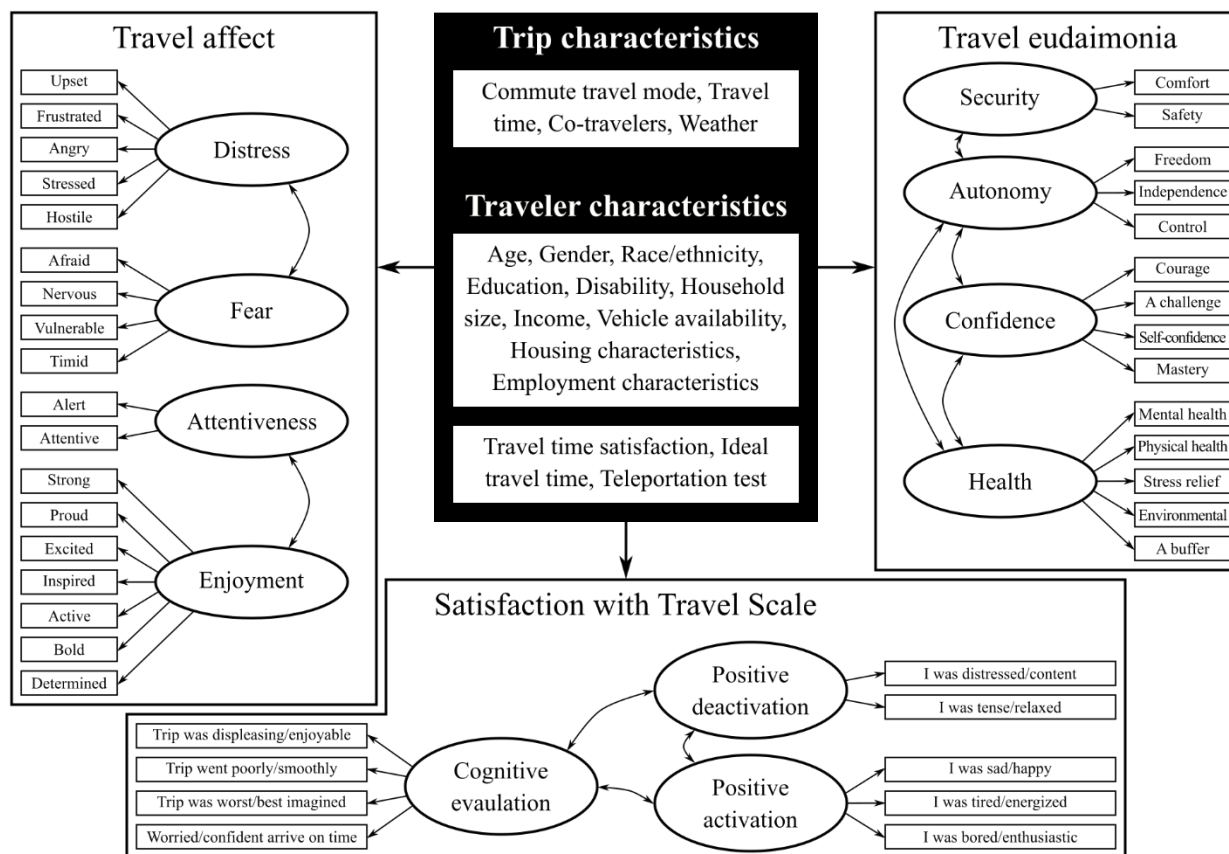 Travel affect
Upset
Frustrated
Angry
Stressed
Hostile
Distress
Afraid
Nervous
Vulnerable
Timid
Fear
Alert
Attentive
Attentiveness
Strong
Proud
Excited
Inspired
Active
Bold
Determined
Enjoyment
Trip characteristics
Commute travel mode, Travel
time, Co-travelers, Weather
Traveler characteristics
Age, Gender, Race/ethnicity,
Education, Disability, Household
size, Income, Vehicle availability,
Housing characteristics,
Employment characteristics
Travel time satisfaction, Ideal
travel time, Teleportation test
Travel eudaimonia
Security
Comfort
Safety
Autonomy
Freedom
Independence
Control
Confidence
Courage
A challenge
Self-confidence
Mastery
Health
Mental health
Physical health
Stress relief
Environmental
A buffer
Satisfaction with Travel Scale
Trip was displeasing/enjoyable
Trip went poorly/smoothly
Trip was worst/best imagined
Worried/confident arrive on time
Cognitive
evaulation
Positive
deactivation
I was distressed/content
I was tense/relaxed
Positive
activation
I was sad/happy
I was tired/energized
I was bored/enthusiastic